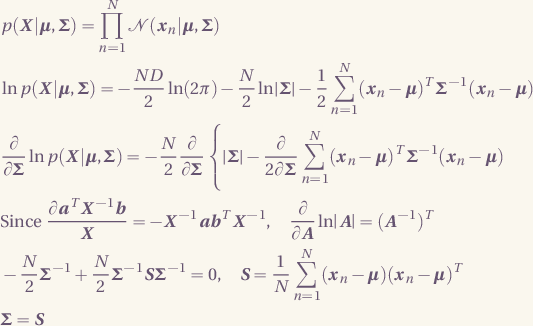 p(X|μ, Σ) = ∏_{n=1}^{N} 𝒩(x_n|μ, Σ)
ln p(X|μ, Σ) = −ND/2 ln(2π) − N/2 ln|Σ| − 1/2 ∑_{n=1}^{N} (x_n − μ)^T Σ^{−1}(x_n − μ)
∂/∂Σ ln p(X|μ, Σ) = −N/2 ∂/∂Σ { |Σ| − ∂/2∂Σ ∑_{n=1}^{N} (x_n − μ)^T Σ^{−1}(x_n − μ)
Since ∂a^T X^{−1}b/X = −X^{−1}ab^T X^{−1}, ∂/∂A ln|A| = (A^{−1})^T
−N/2 Σ^{−1} + N/2 Σ^{−1}SΣ^{−1} = 0, S = 1/N ∑_{n=1}^{N} (x_n − μ)(x_n − μ)^T
Σ = S